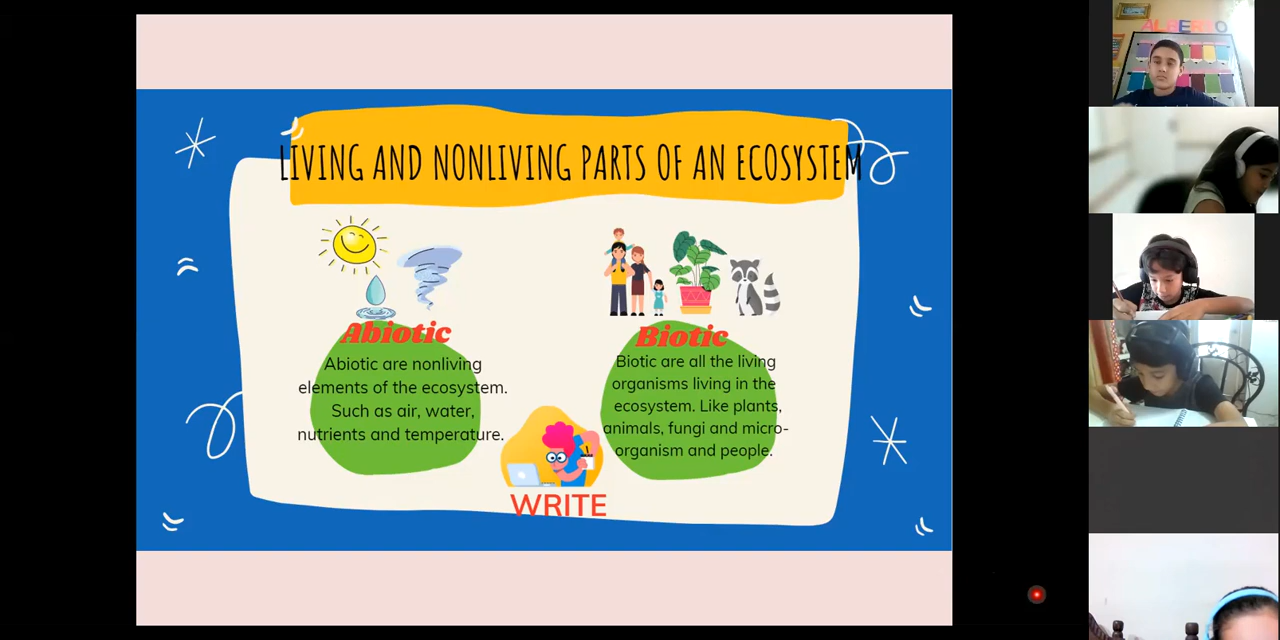 LIVING AND NONLIVING PARTS OF AN ECOSYSTEM
Abiotic
Abiotic are nonliving
elements of the ecosystem.
Such as air, water,
nutrients and temperature.
Biotic
Biotic are all the living
organisms living in the
ecosystem. Like plants,
animals, fungi and micro-
organism and people.
WRITE
ALBERTO